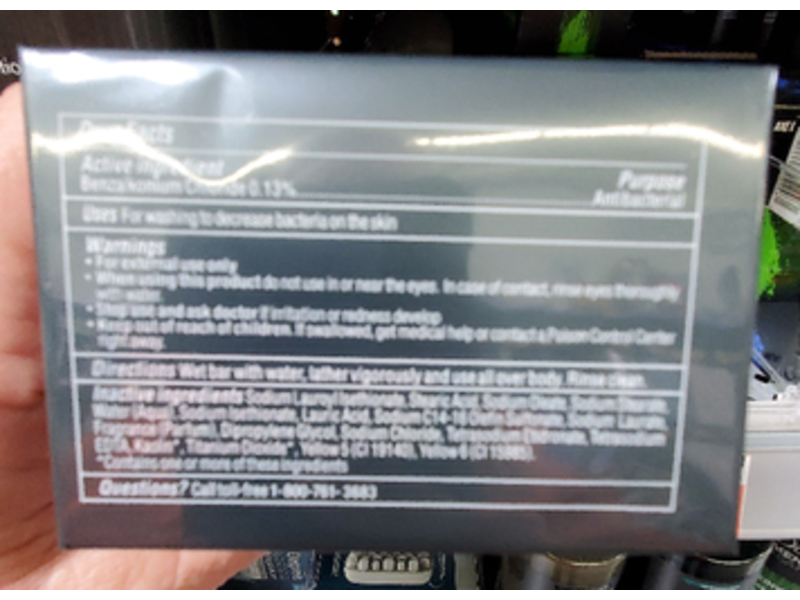 Drug Facts
Active ingredient
Purpose
Benzalkonium Chloride 0.13%
Antibacterial
Uses For washing to decrease bacteria on the skin
Warnings
• For external use only
• When using this product do not use in or near the eyes. In case of contact, rinse eyes thoroughly
with water.
• Stop use and ask doctor if irritation or redness develop
• Keep out of reach of children. If swallowed, get medical help or contact a Poison Control Center
right away.
Directions Wet bar with water, lather vigorously and use all over body. Rinse clean.
Inactive Ingredients Sodium Lauroyl Isethionate, Stearic Acid, Sodium
Sodium Isethionate, Lauric Acid, Sodium C14-16 Olefin Sulfonate, Sodium Laurate,
Fragrance (Parfum), Dipropylene Glycol, Sodium Chloride, Tetrasodium Etidronate, Tetrasodium
EDTA, Titanium Dioxide*, Yellow 5 (CI 19140), Yellow 6 (CI 15985).
*Contains one or more of these ingredients
Questions? Call toll-free 1-800-761-3683